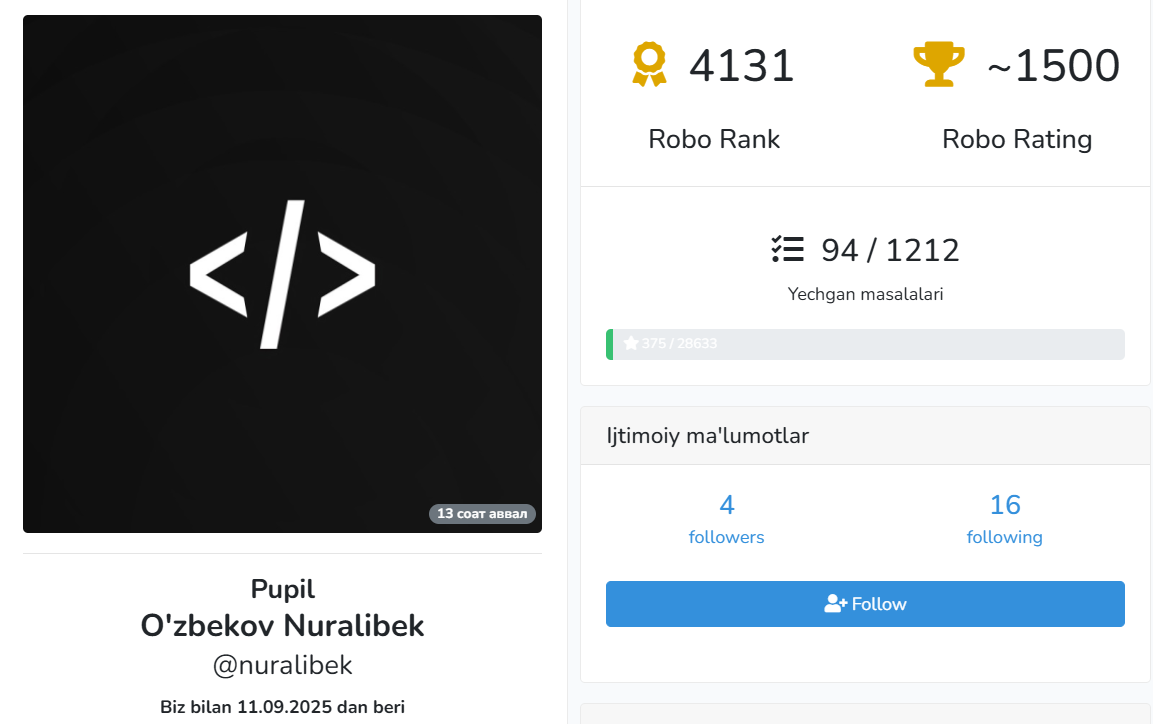 </>
13 соат аввал
Pupil
O'zbekov Nuralibek
@nuralibek
Biz bilan 11.09.2025 dan beri
4131
Robo Rank
~1500
Robo Rating
94 / 1212
Yechgan masalalari
375 / 28633
Ijtimoiy ma'lumotlar
4
followers
16
following
Follow